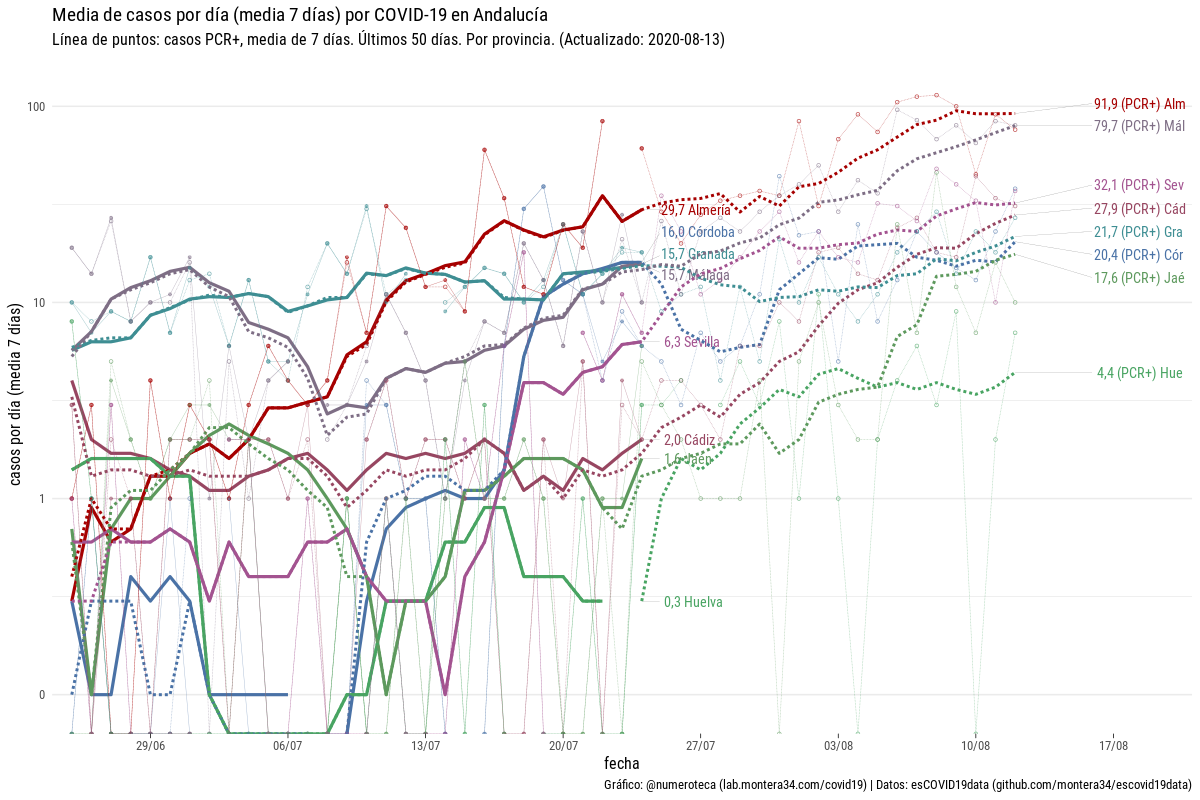 Media de casos por día (media 7 días) por COVID-19 en Andalucía
Línea de puntos: casos PCR+, media de 7 días. Últimos 50 días. Por provincia. (Actualizado: 2020-08-13)
casos por día (media 7 días)
100
10
1
0
91,9 (PCR+) Alm
79,7 (PCR+) Mál
32,1 (PCR+) Sev
27,9 (PCR+) Cád
21,7 (PCR+) Gra
20,4 (PCR+) Cór
17,6 (PCR+) Jaé
4,4 (PCR+) Hue
29,7 Almería
16,0 Córdoba
15,7 Granada
15,7 Málaga
6,3 Sevilla
2,0 Cádiz
1,6 Jaén
0,3 Huelva
29/06
06/07
13/07
20/07
27/07
03/08
10/08
17/08
fecha
Gráfico: @numeroteca (lab.montera34.com/covid19) | Datos: esCOVID19data (github.com/montera34/escovid19data)